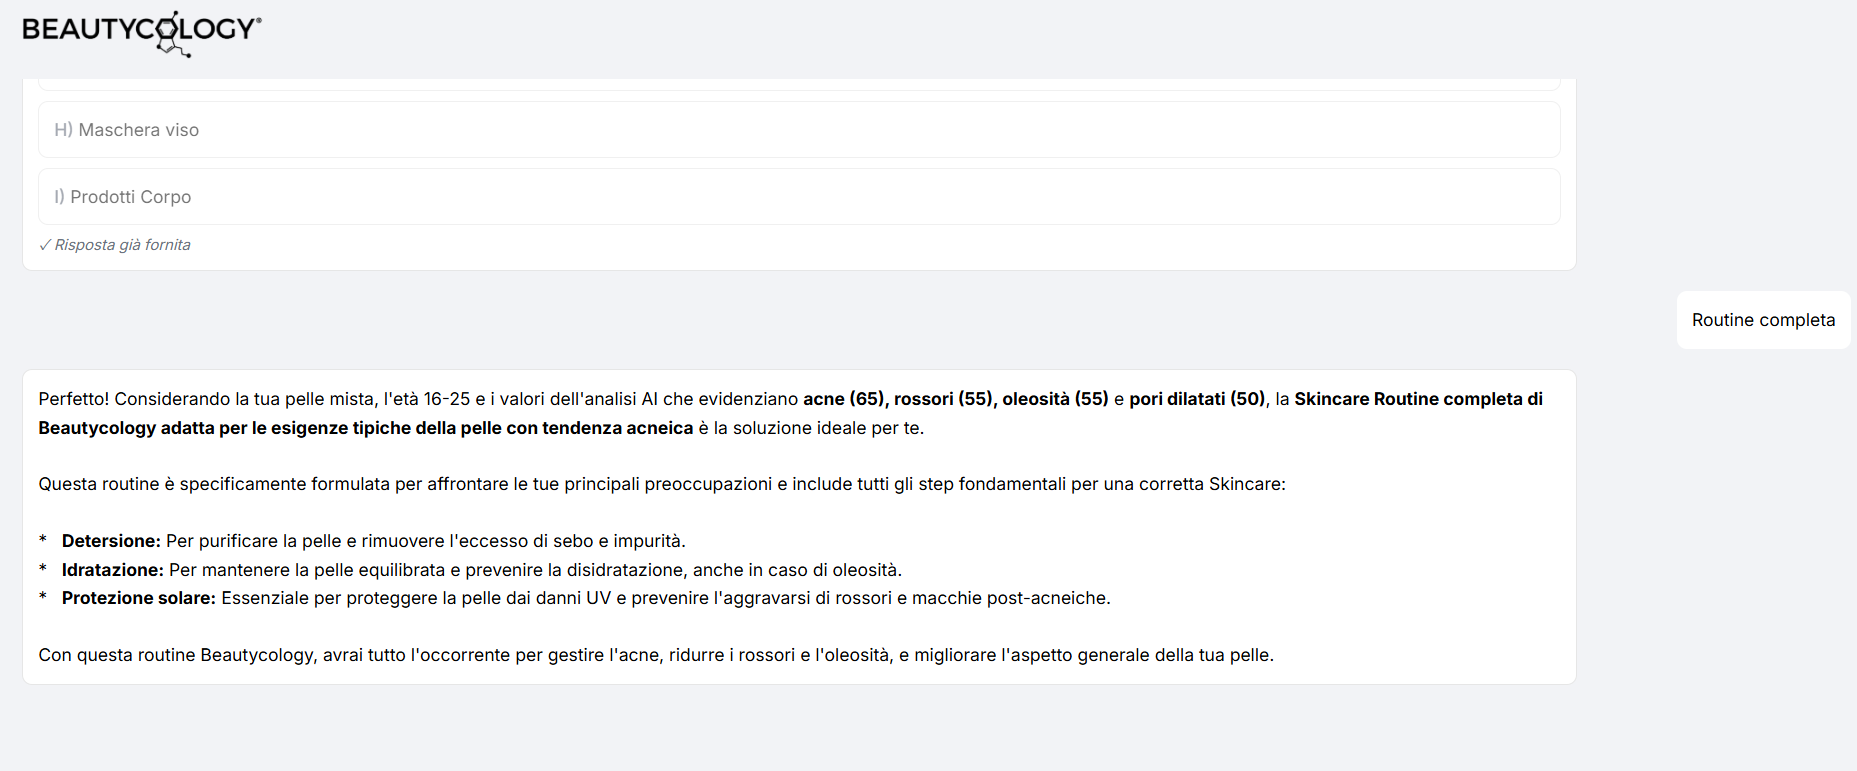 BEAUTYCOLOGY®
H) Maschera viso
I) Prodotti Corpo
✓ Risposta già fornita
Routine completa
Perfetto! Considerando la tua pelle mista, l'età 16-25 e i valori dell'analisi AI che evidenziano acne (65), rossori (55), oleosità (55) e pori dilatati (50), la Skincare Routine completa di
Beautycology adatta per le esigenze tipiche della pelle con tendenza acneica è la soluzione ideale per te.
Questa routine è specificamente formulata per affrontare le tue principali preoccupazioni e include tutti gli step fondamentali per una corretta Skincare:
* Detersione: Per purificare la pelle e rimuovere l'eccesso di sebo e impurità.
* Idratazione: Per mantenere la pelle equilibrata e prevenire la disidratazione, anche in caso di oleosità.
* Protezione solare: Essenziale per proteggere la pelle dai danni UV e prevenire l'aggravarsi di rossori e macchie post-acneiche.
Con questa routine Beautycology, avrai tutto l'occorrente per gestire l'acne, ridurre i rossori e l'oleosità, e migliorare l'aspetto generale della tua pelle.